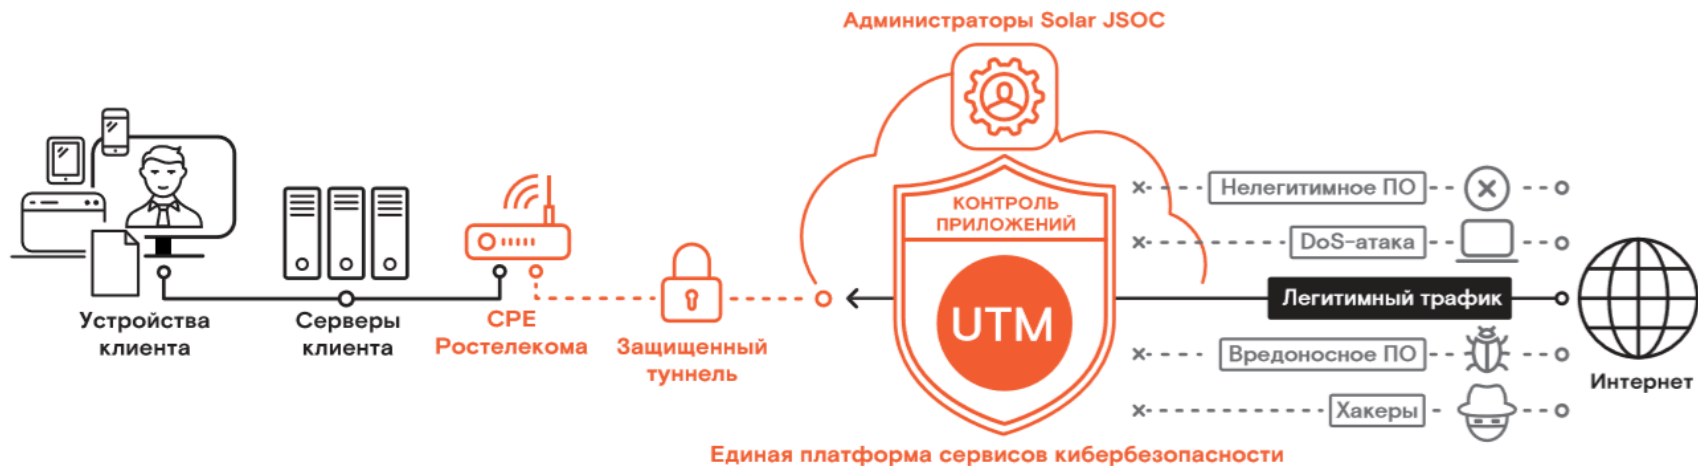 Администраторы Solar JSOC
КОНТРОЛЬ
ПРИЛОЖЕНИЙ
UTM
Устройства
клиента
Серверы
клиента
CPE
Ростелекома
Защищенный
туннель
Нелегитимное ПО
DoS-атака
Легитимный трафик
Вредоносное ПО
Хакеры
Интернет
Единая платформа сервисов кибербезопасности